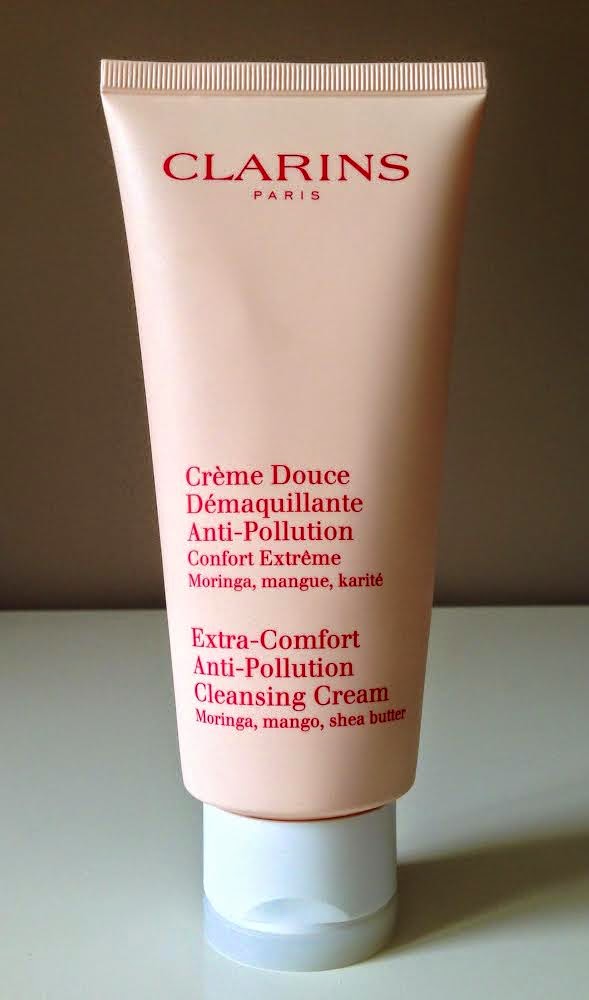 CLARINS
PARIS
Crème Douce
Démaquillante
Anti-Pollution
Confort Extrême
Moringa, mangue, karité
Extra-Comfort
Anti-Pollution
Cleansing Cream
Moringa, mango, shea butter